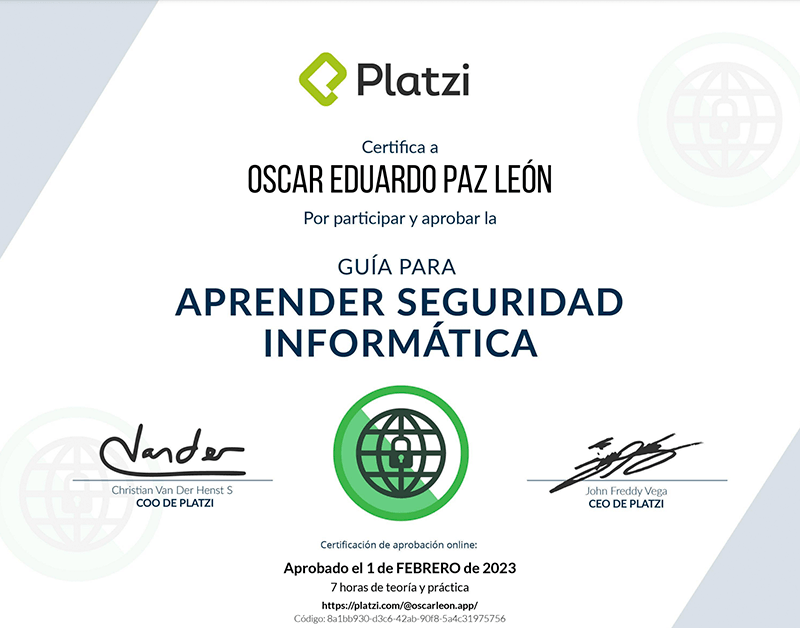 Platzi
Certifica a
OSCAR EDUARDO PAZ LEÓN
Por participar y aprobar la
GUÍA PARA
APRENDER SEGURIDAD
INFORMÁTICA
Vander
Christian Van Der Henst S
COO DE PLATZI
John Freddy Vega
CEO DE PLATZI
Certificación de aprobación online:
Aprobado el 1 de FEBRERO de 2023
7 horas de teoría y práctica
https://platzi.com/@oscarleon.app/
Código: 8a1bb930-d3c6-42ab-90f8-5a4c31975756